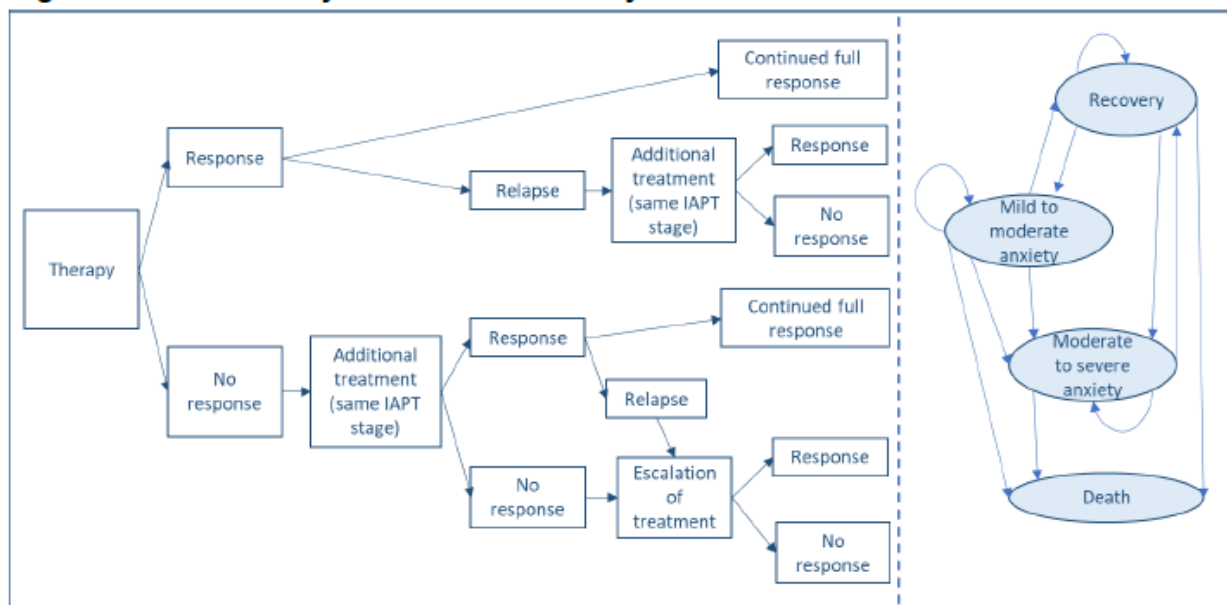 Continued full
response
Recovery
Response
Response
Additional
treatment
(same IAPT
stage)
Relapse
No
response
Mild to
moderate
anxiety
Therapy
Continued full
response
Response
Additional
treatment
(same IAPT
stage)
No
response
Moderate
to severe
anxiety
Relapse
Response
No
response
Escalation
of
treatment
Death
No
response